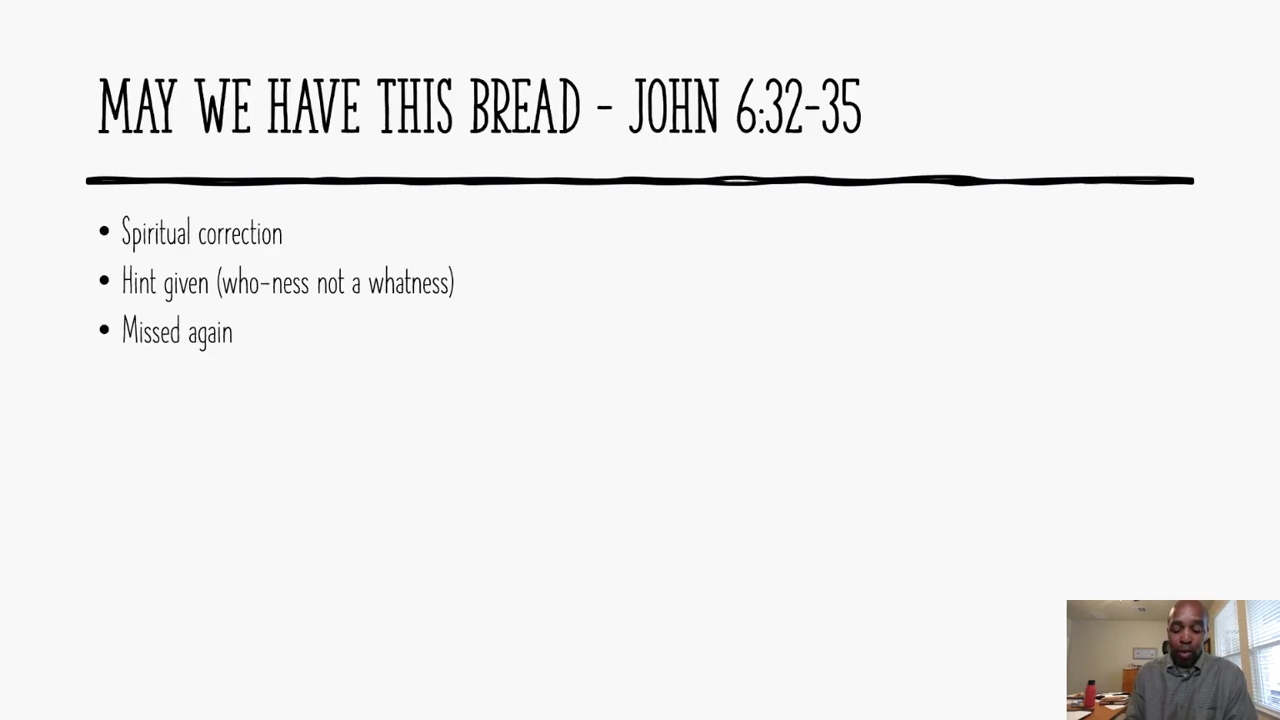 MAY WE HAVE THIS BREAD - JOHN 6:32-35
• Spiritual correction
• Hint given (who-ness not a whatness)
• Missed again